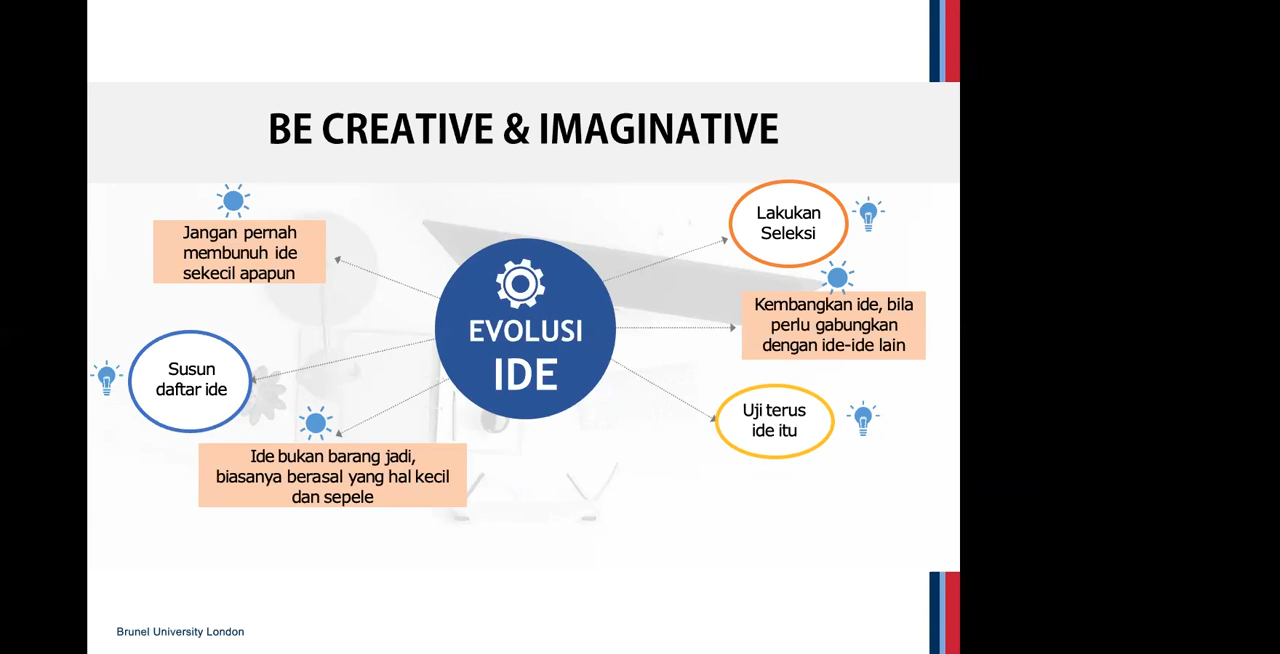 BE CREATIVE & IMAGINATIVE
Jangan pernah
membunuh ide
sekecil apapun
Susun
daftar ide
Ide bukan barang jadi,
biasanya berasal yang hal kecil
dan sepele
EVOLUSI
IDE
Lakukan
Seleksi
Kembangkan ide, bila
perlu gabungkan
dengan ide-ide lain
Uji terus
ide itu
Brunel University London